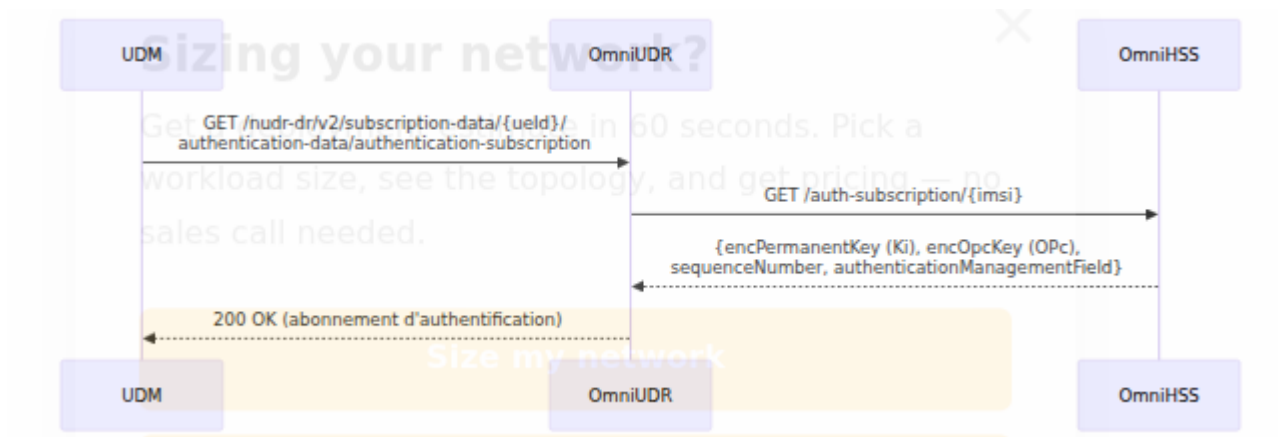 Sizing your network?
UDM
OmniUDR
OmniHSS
GET /nudr-dr/v2/subscription-data/{ueId}/
authentication-data/authentication-subscription
in 60 seconds. Pick a
workload size, see the topology, and get pricing — no
sales call needed.
GET /auth-subscription/{imsi}
{encPermanentKey (Ki), encOpcKey (OPc),
sequenceNumber, authenticationManagementField}
200 OK (abonnement d'authentification)
Size my network
UDM
OmniUDR
OmniHSS